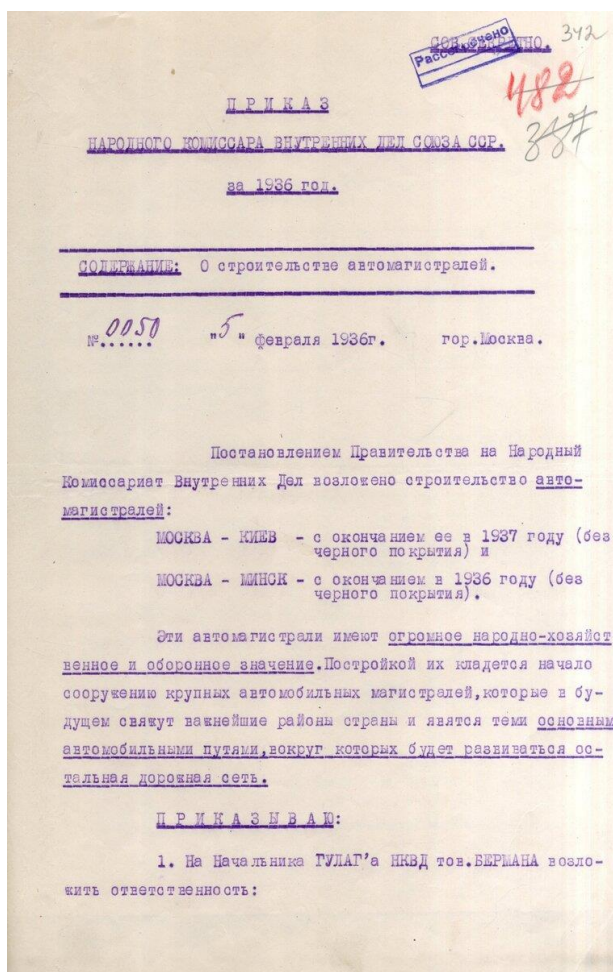 СОВ.СЕКРЕТНО. 342
Рассекречено
482
387
ПРИКАЗ
НАРОДНОГО КОМИССАРА ВНУТРЕННИХ ДЕЛ СОЮЗА ССР.
за 1936 год.
СОДЕРЖАНИЕ: О строительстве автомагистралей.
№ 0050 "5" февраля 1936г. гор.Москва.
Постановлением Правительства на Народный
Комиссариат Внутренних Дел возложено строительство авто-
магистралей:
МОСКВА - КИЕВ - с окончанием ее в 1937 году (без
черного покрытия) и
МОСКВА - МИНСК - с окончанием в 1936 году (без
черного покрытия).
Эти автомагистрали имеют огромное народно-хозяйст
венное и оборонное значение.Постройкой их кладется начало
сооружению крупных автомобильных магистралей,которые в бу-
дущем свяжут важнейшие районы страны и явятся теми основным
автомобильными путями,вокруг которых будет развиваться ос-
тальная дорожная сеть.
ПРИКАЗЫВАЮ:
1. На Начальника ГУЛАГ'а НКВД тов.БЕРМАНА возло-
жить ответственность: